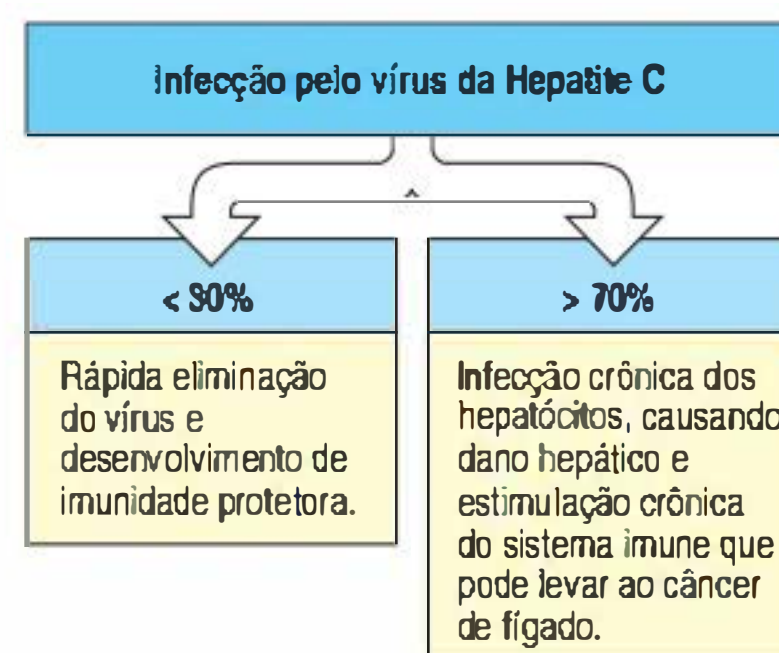 Infecção pelo vírus da Hepatite C
< 30%
Rápida eliminação
do vírus e
desenvolvimento de
imunidade protetora.
> 70%
Infecção crônica dos
hepatócitos, causando
dano hepático e
estimulação crônica
do sistema imune que
pode levar ao câncer
de fígado.